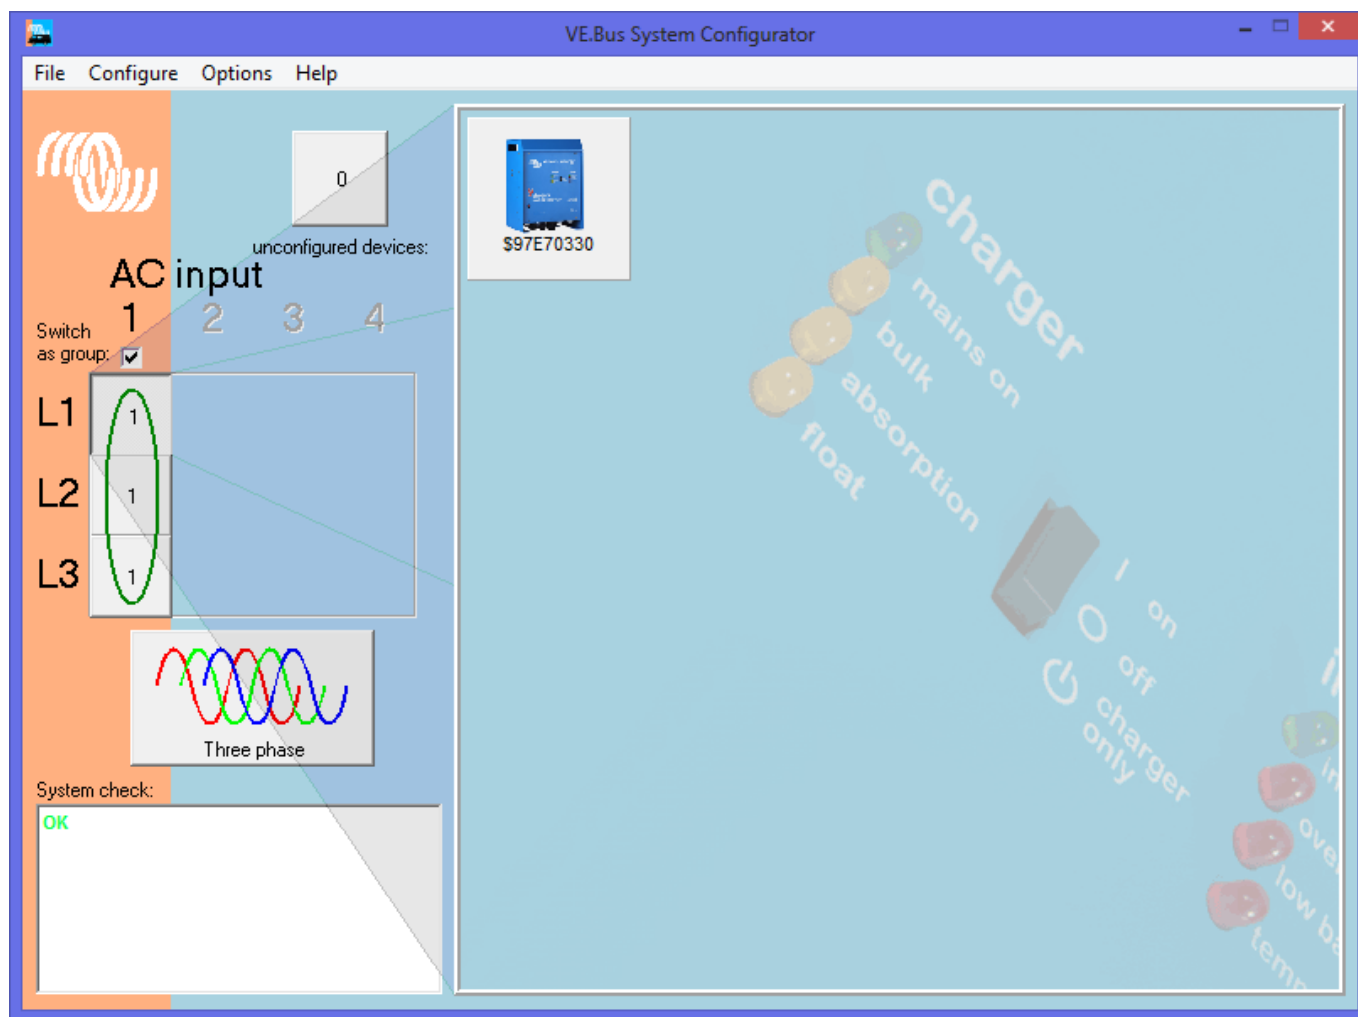 VE.Bus System Configurator
File Configure Options Help
0
unconfigured devices:
AC input
1 2 3 4
Switch
as group:
L1 1
L2 1
L3 1
Three phase
System check:
OK
$97E70330
charger
mains on
bulk
absorption
float
I on
O off
charger
only